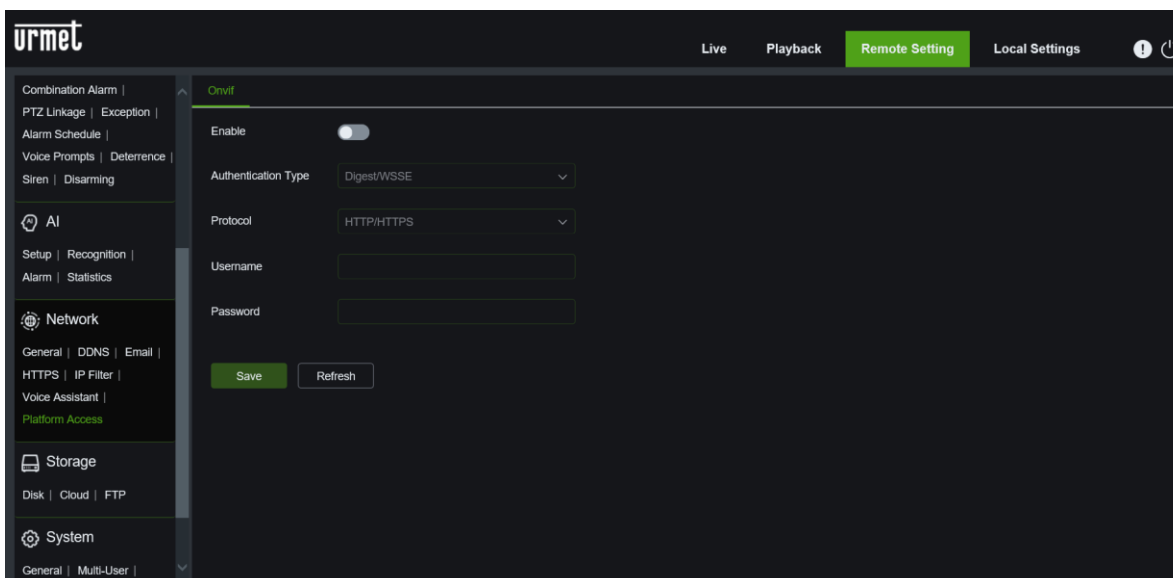 urmet
Live Playback Remote Setting Local Settings
Combination Alarm |
PTZ Linkage | Exception |
Alarm Schedule |
Voice Prompts | Deterrence |
Siren | Disarming
AI
Setup | Recognition |
Alarm | Statistics
Network
General | DDNS | Email |
HTTPS | IP Filter |
Voice Assistant |
Platform Access
Storage
Disk | Cloud | FTP
System
General | Multi-User |
Onvif
Enable
Authentication Type Digest/WSSE
Protocol HTTP/HTTPS
Username
Password
Save Refresh